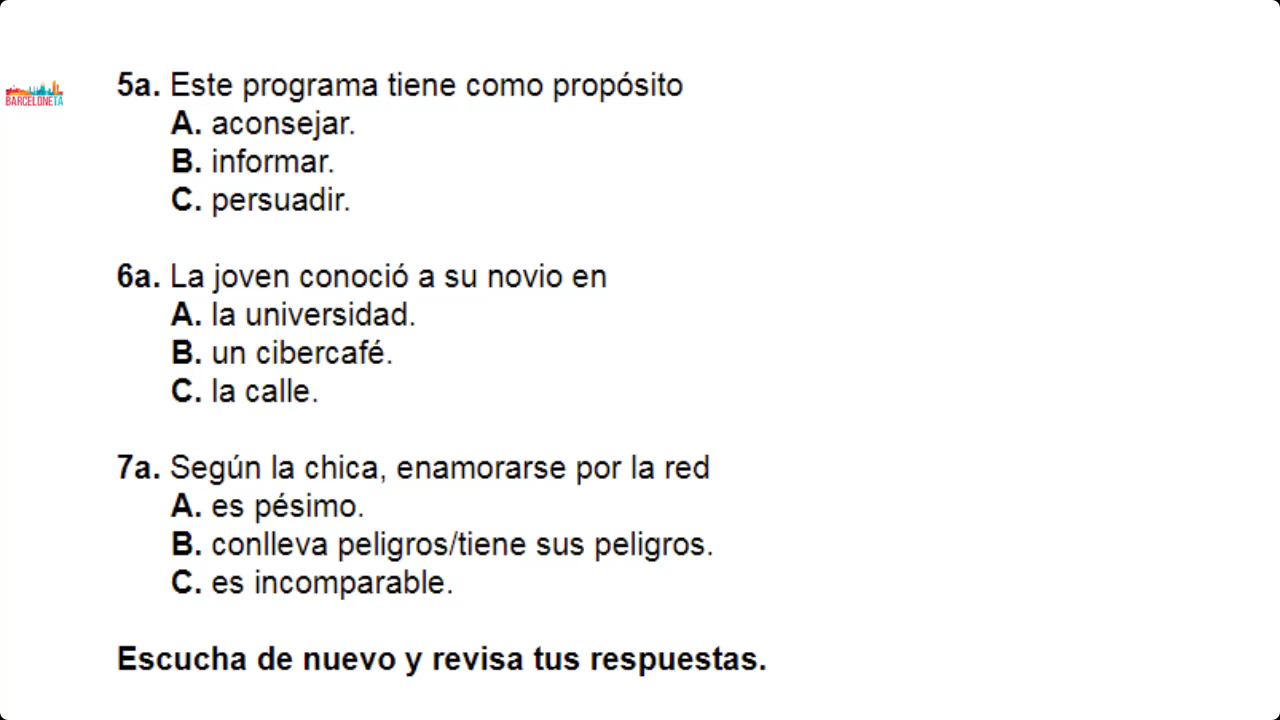 BARCELONETA
5a. Este programa tiene como propósito
A. aconsejar.
B. informar.
C. persuadir.
6a. La joven conoció a su novio en
A. la universidad.
B. un cibercafé.
C. la calle.
7a. Según la chica, enamorarse por la red
A. es pésimo.
B. conlleva peligros/tiene sus peligros.
C. es incomparable.
Escucha de nuevo y revisa tus respuestas.